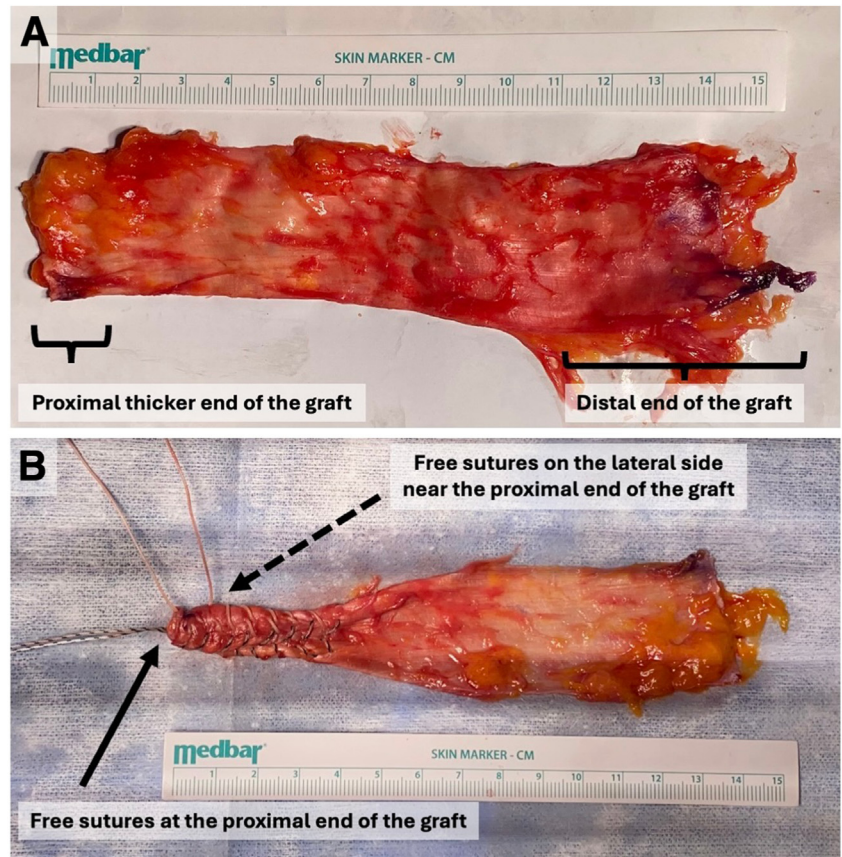 A
medbar
SKIN MARKER - CM
1 2 3 4 5 6 7 8 9 10 11 12 13 14 15
Proximal thicker end of the graft
Distal end of the graft
B
Free sutures on the lateral side
near the proximal end of the graft
medbar
SKIN MARKER - CM
1 2 3 4 5 6 7 8 9 10 11 12 13 14 15
Free sutures at the proximal end of the graft